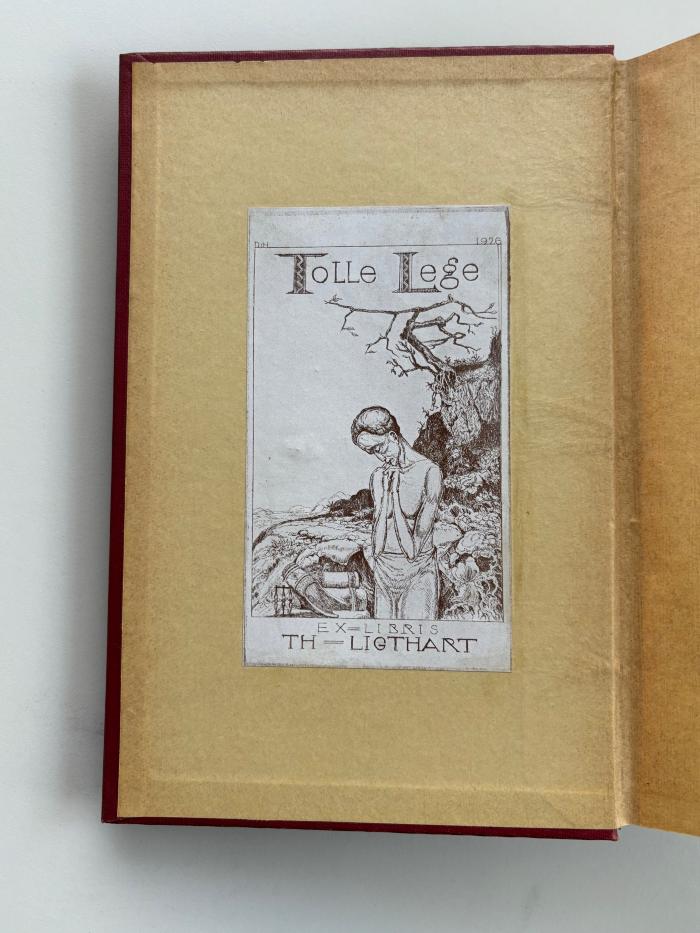 DH 1926
Tolle Lege
EX=LIBRIS
TH=LIGTHART